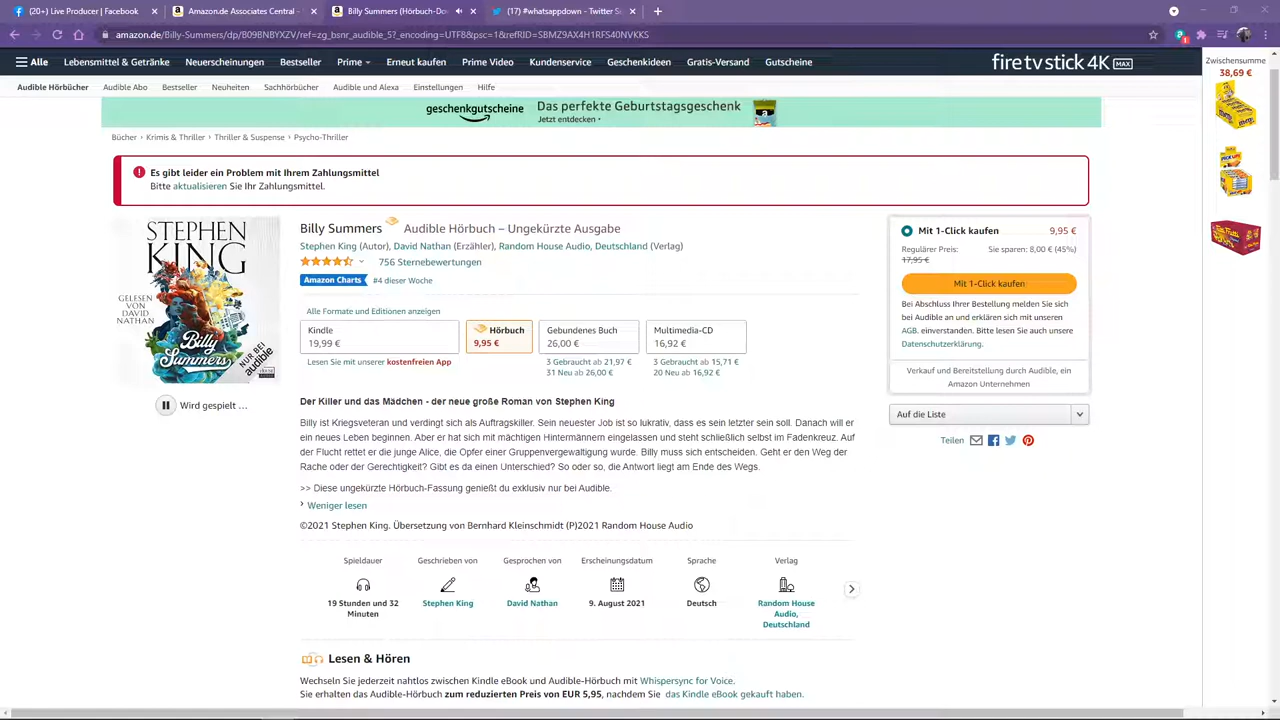 (20+) Live Producer | Facebook
Amazon.de Associates Central -
Billy Summers (Hörbuch-Do
(17) #whatsappdown - Twitter Si
amazon.de/Billy-Summers/dp/B09BNBYXZV/ref=zg_bsnr_audible_5?_encoding=UTF8&psc=1&refRID=SBMZ9AX4H1RFS40NVKKS
Alle Lebensmittel & Getränke Neuerscheinungen Bestseller Prime Erneut kaufen Prime Video Kundenservice Geschenkideen Gratis-Versand Gutscheine
fire tv stick 4K MAX
Audible Hörbücher Audible Abo Bestseller Neuheiten Sachhörbücher Audible und Alexa Einstellungen Hilfe
geschenkgutscheine
Das perfekte Geburtstagsgeschenk
Jetzt entdecken ›
Bücher › Krimis & Thriller › Thriller & Suspense › Psycho-Thriller
Es gibt leider ein Problem mit Ihrem Zahlungsmittel
Bitte aktualisieren Sie Ihr Zahlungsmittel.
STEPHEN
KING
GELESEN
VON
DAVID
NATHAN
Billy
Summers
NUR BEI
audible
Wird gespielt …
Billy Summers Audible Hörbuch – Ungekürzte Ausgabe
Stephen King (Autor), David Nathan (Erzähler), Random House Audio, Deutschland (Verlag)
756 Sternebewertungen
Amazon Charts #4 dieser Woche
Alle Formate und Editionen anzeigen
Kindle
19,99 €
Hörbuch
9,95 €
Gebundenes Buch
26,00 €
Multimedia-CD
16,92 €
Lesen Sie mit unserer kostenfreien App
3 Gebraucht ab 21,97 €
31 Neu ab 26,00 €
3 Gebraucht ab 15,71 €
20 Neu ab 16,92 €
Der Killer und das Mädchen - der neue große Roman von Stephen King
Billy ist Kriegsveteran und verdingt sich als Auftragskiller. Sein neuester Job ist so lukrativ, dass es sein letzter sein soll. Danach will er
ein neues Leben beginnen. Aber er hat sich mit mächtigen Hintermännern eingelassen und steht schließlich selbst im Fadenkreuz. Auf
der Flucht rettet er die junge Alice, die Opfer einer Gruppenvergewaltigung wurde. Billy muss sich entscheiden. Geht er den Weg der
Rache oder der Gerechtigkeit? Gibt es da einen Unterschied? So oder so, die Antwort liegt am Ende des Wegs.
>> Diese ungekürzte Hörbuch-Fassung genießt du exklusiv nur bei Audible.
Weniger lesen
©2021 Stephen King. Übersetzung von Bernhard Kleinschmidt (P)2021 Random House Audio
Spieldauer
19 Stunden und 32
Minuten
Geschrieben von
Stephen King
Gesprochen von
David Nathan
Erscheinungsdatum
9. August 2021
Sprache
Deutsch
Verlag
Random House
Audio,
Deutschland
Lesen & Hören
Wechseln Sie jederzeit nahtlos zwischen Kindle eBook und Audible-Hörbuch mit Whispersync for Voice.
Sie erhalten das Audible-Hörbuch zum reduzierten Preis von EUR 5,95, nachdem Sie das Kindle eBook gekauft haben.
Mit 1-Click kaufen 9,95 €
Regulärer Preis:
17,95 €
Sie sparen: 8,00 € (45%)
Mit 1-Click kaufen
Bei Abschluss Ihrer Bestellung melden Sie sich
bei Audible an und erklären sich mit unseren
AGB. einverstanden. Bitte lesen Sie auch unsere
Datenschutzerklärung.
Verkauf und Bereitstellung durch Audible, ein
Amazon Unternehmen
Auf die Liste
Teilen
Zwischensumme
38,69 €
PICK UP!